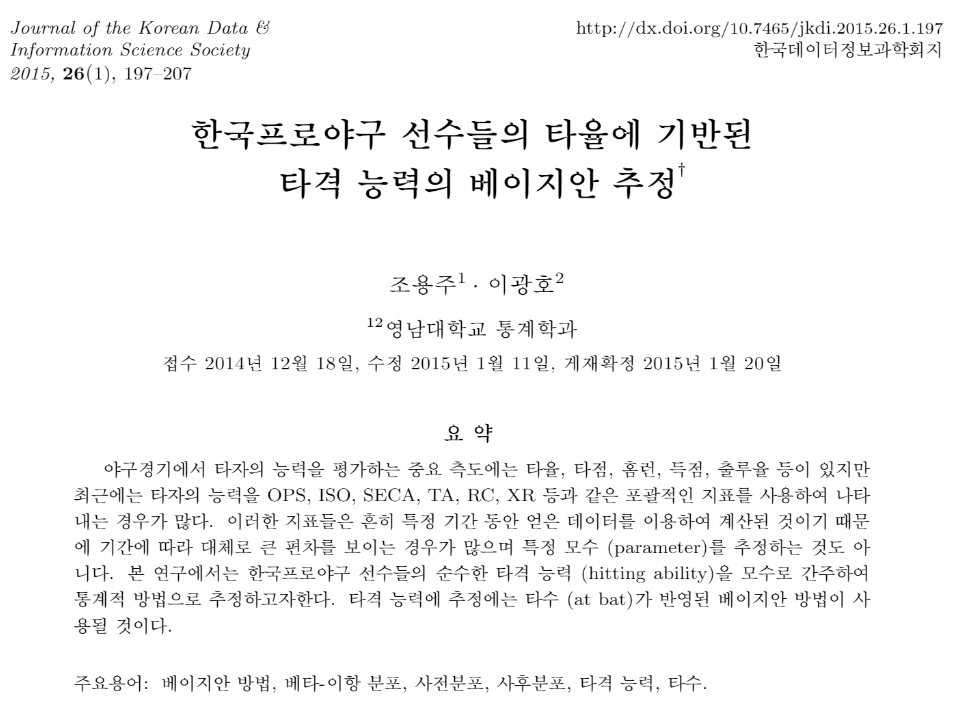 Journal of the Korean Data &
Information Science Society
2015, 26(1), 197–207
http://dx.doi.org/10.7465/jkdi.2015.26.1.197
한국데이터정보과학회지
한국프로야구 선수들의 타율에 기반된
타격 능력의 베이지안 추정†
조용주1 · 이광호2
12영남대학교 통계학과
접수 2014년 12월 18일, 수정 2015년 1월 11일, 게재확정 2015년 1월 20일
요 약
야구경기에서 타자의 능력을 평가하는 중요 측도에는 타율, 타점, 홈런, 득점, 출루율 등이 있지만
최근에는 타자의 능력을 OPS, ISO, SECA, TA, RC, XR 등과 같은 포괄적인 지표를 사용하여 나타
내는 경우가 많다. 이러한 지표들은 흔히 특정 기간 동안 얻은 데이터를 이용하여 계산된 것이기 때문
에 기간에 따라 대체로 큰 편차를 보이는 경우가 많으며 특정 모수 (parameter)를 추정하는 것도 아
니다. 본 연구에서는 한국프로야구 선수들의 순수한 타격 능력 (hitting ability)을 모수로 간주하여
통계적 방법으로 추정하고자한다. 타격 능력에 추정에는 타수 (at bat)가 반영된 베이지안 방법이 사
용될 것이다.
주요용어: 베이지안 방법, 베타-이항 분포, 사전분포, 사후분포, 타격 능력, 타수.